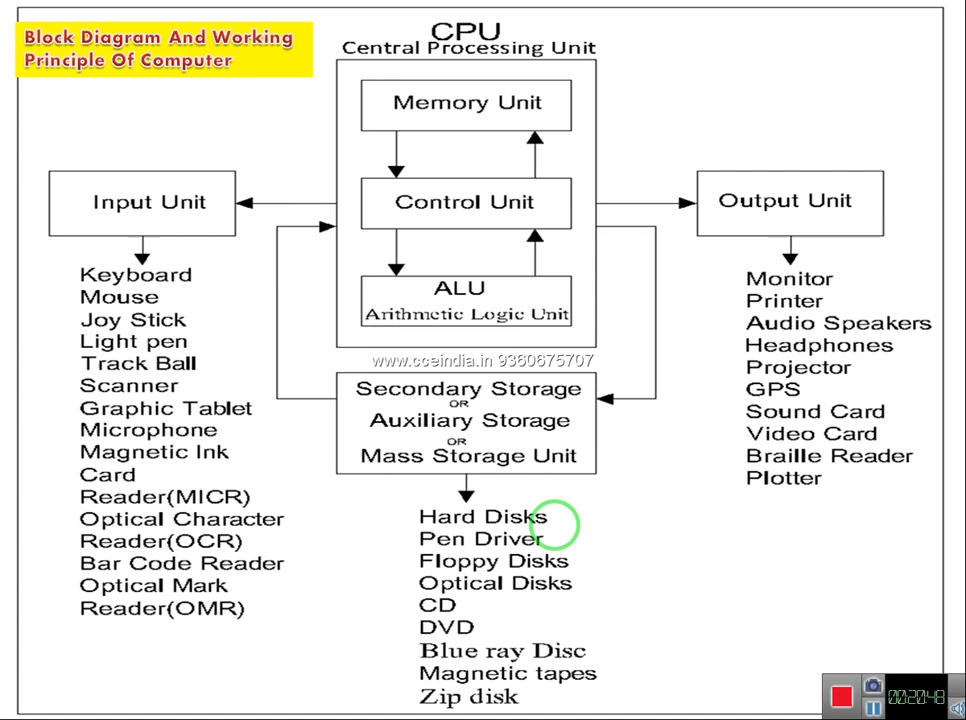 Block Diagram And Working
Principle Of Computer
CPU
Central Processing Unit
Memory Unit
Control Unit
ALU
Arithmetic Logic Unit
Input Unit
Keyboard
Mouse
Joy Stick
Light pen
Track Ball
Scanner
Graphic Tablet
Microphone
Magnetic Ink
Card
Reader(MICR)
Optical Character
Reader(OCR)
Bar Code Reader
Optical Mark
Reader(OMR)
Output Unit
Monitor
Printer
Audio Speakers
Headphones
Projector
GPS
Sound Card
Video Card
Braille Reader
Plotter
www.cceindia.in 9360675707
Secondary Storage
OR
Auxiliary Storage
OR
Mass Storage Unit
Hard Disks
Pen Driver
Floppy Disks
Optical Disks
CD
DVD
Blue ray Disc
Magnetic tapes
Zip disk
00:20:48